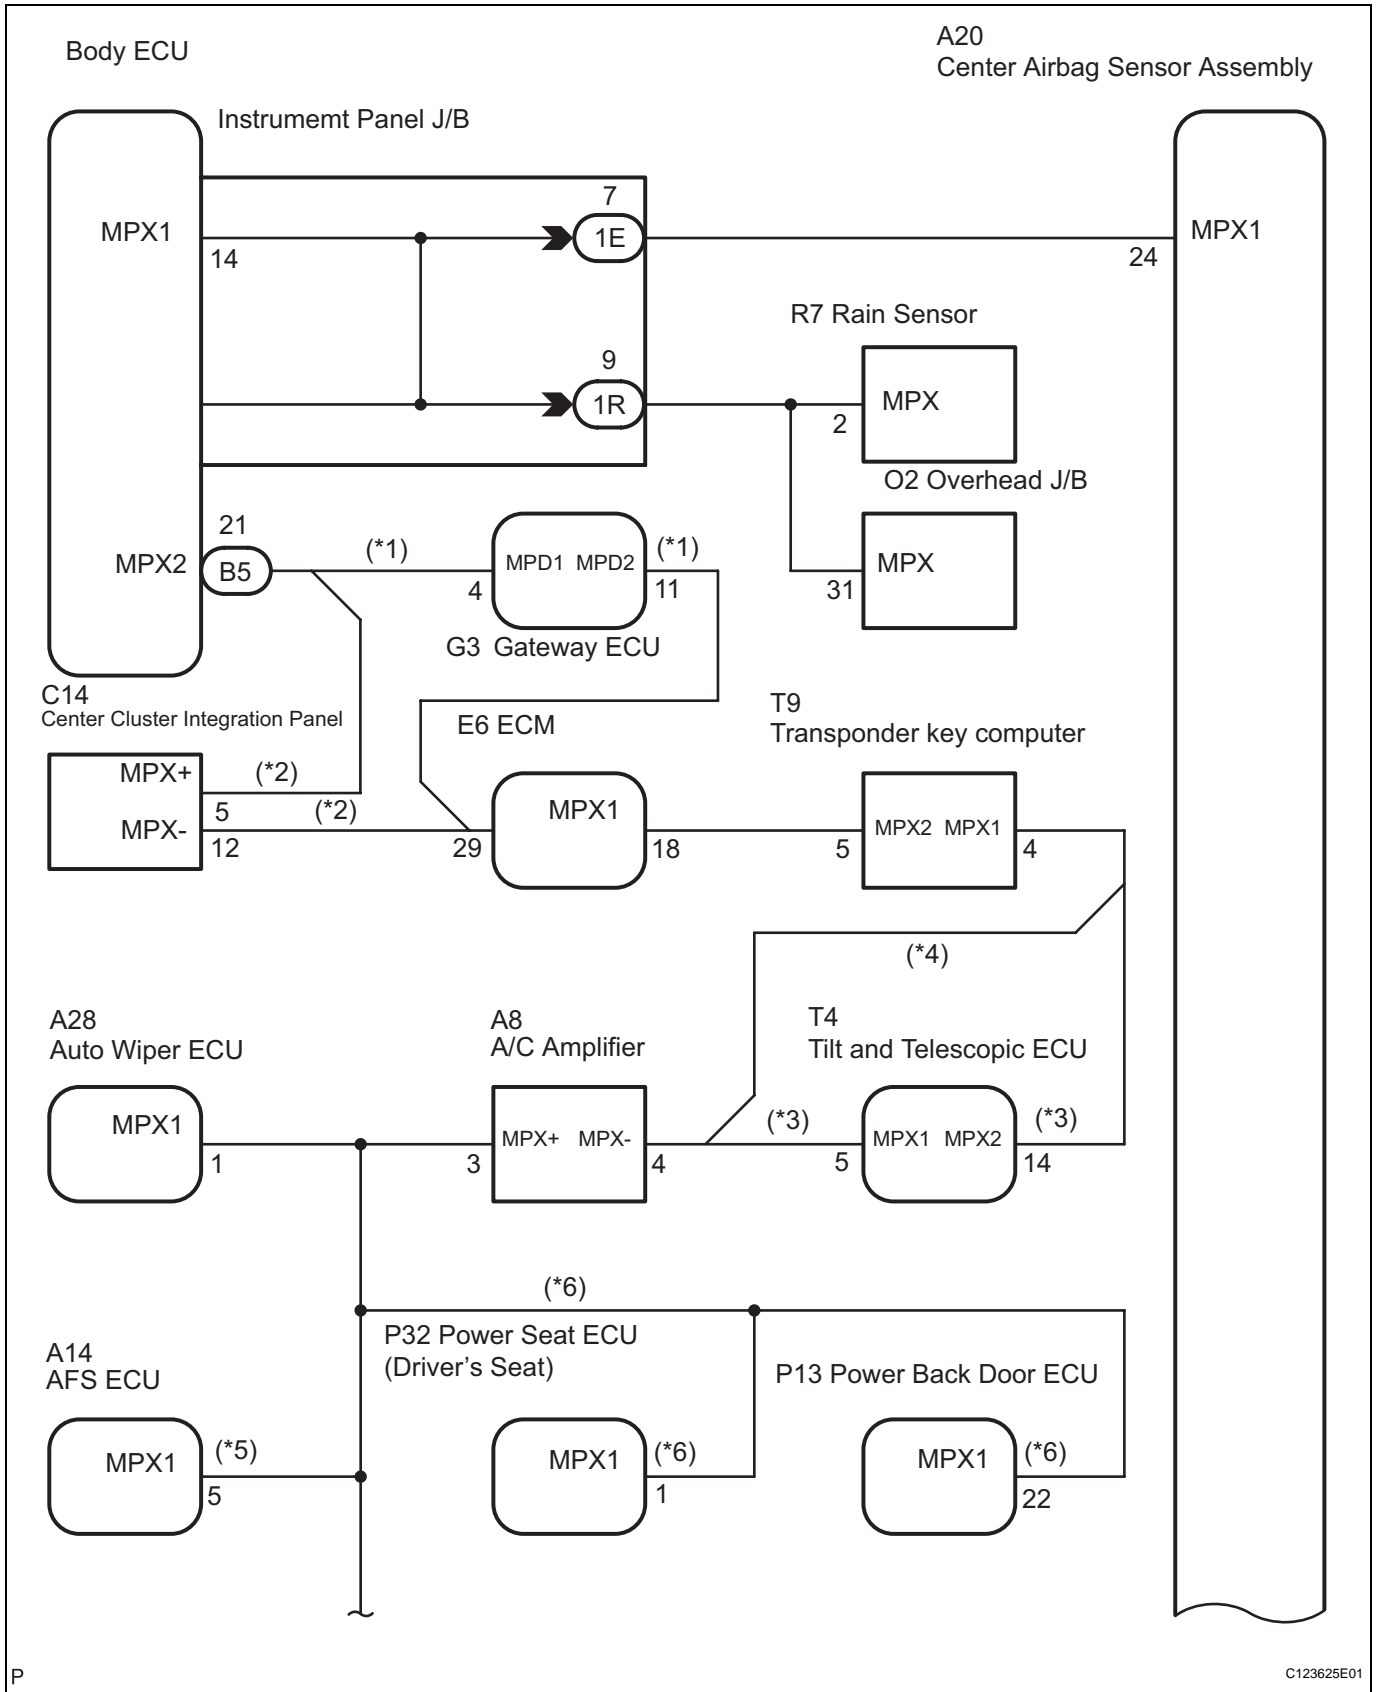 Body ECU
A20
Center Airbag Sensor Assembly
Instrumemt Panel J/B
MPX1
14
7
1E
24
MPX1
R7 Rain Sensor
9
1R
2
MPX
O2 Overhead J/B
MPX2
21
B5
(*1)
4
MPD1 MPD2
(*1)
11
31
MPX
G3 Gateway ECU
C14
Center Cluster Integration Panel
E6 ECM
T9
Transponder key computer
MPX+
(*2)
5
(*2)
MPX-
12
29
MPX1
18
5
MPX2 MPX1
4
(*4)
A28
Auto Wiper ECU
A8
A/C Amplifier
T4
Tilt and Telescopic ECU
MPX1
1
3
MPX+ MPX-
4
(*3)
5
MPX1 MPX2
(*3)
14
(*6)
A14
AFS ECU
P32 Power Seat ECU
(Driver's Seat)
P13 Power Back Door ECU
MPX1
(*5)
5
MPX1
(*6)
1
MPX1
(*6)
22
P
C123625E01